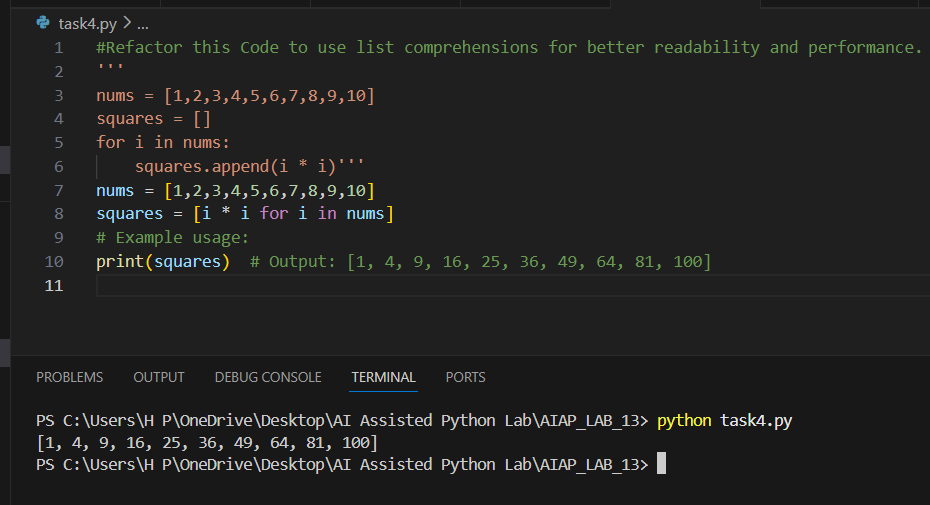 task4.py > ...
1 #Refactor this Code to use list comprehensions for better readability and performance.
2 '''
3 nums = [1,2,3,4,5,6,7,8,9,10]
4 squares = []
5 for i in nums:
6     squares.append(i * i)'''
7 nums = [1,2,3,4,5,6,7,8,9,10]
8 squares = [i * i for i in nums]
9 # Example usage:
10 print(squares)  # Output: [1, 4, 9, 16, 25, 36, 49, 64, 81, 100]
11
PROBLEMS OUTPUT DEBUG CONSOLE TERMINAL PORTS
PS C:\Users\H P\OneDrive\Desktop\AI Assisted Python Lab\AIAP_LAB_13> python task4.py
[1, 4, 9, 16, 25, 36, 49, 64, 81, 100]
PS C:\Users\H P\OneDrive\Desktop\AI Assisted Python Lab\AIAP_LAB_13>